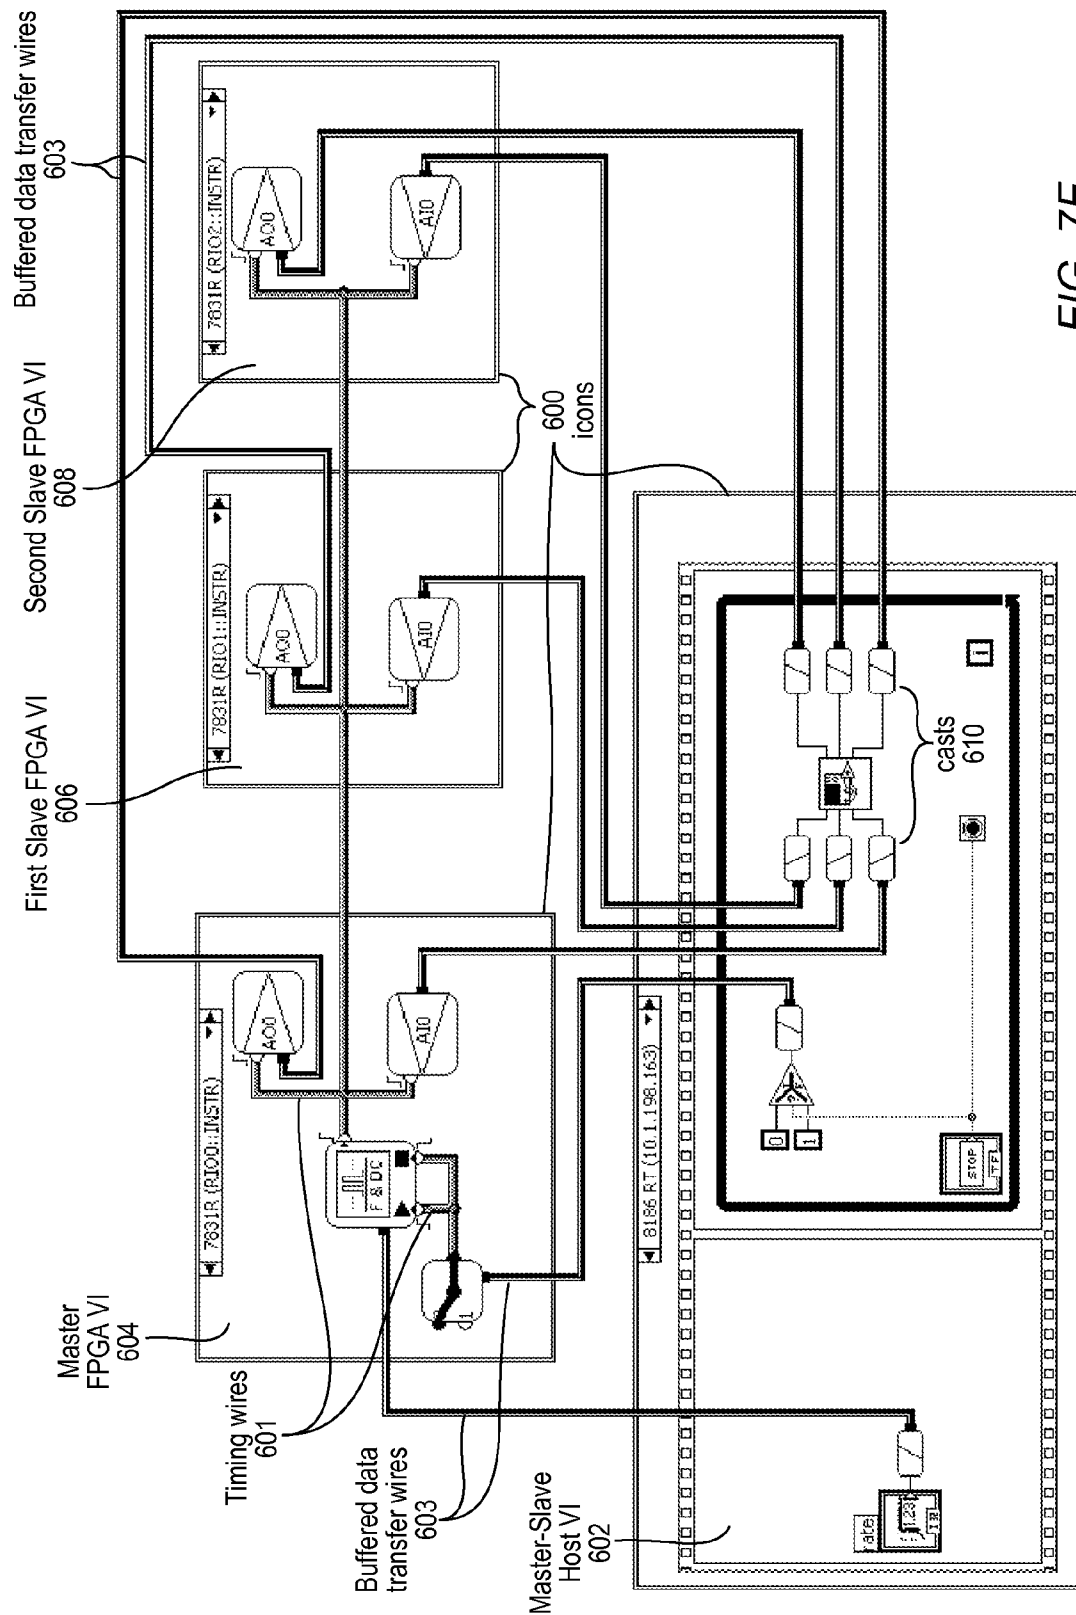 Buffered data transfer wires
603
Second Slave FPGA VI
608
First Slave FPGA VI
606
Master
FPGA VI
604
Timing wires
601
Buffered data
transfer wires
603
Master-Slave
Host VI
602
600
icons
casts
610
7831R (RIO0::INSTR)
AO0
AI0
F & DC
7831R (RIO1::INSTR)
AO0
AI0
7831R (RIO2::INSTR)
AO0
AI0
8186 RT (10.1.198.163)
rate
1.23
0
1
STOP
TF
i
FIG. 7E